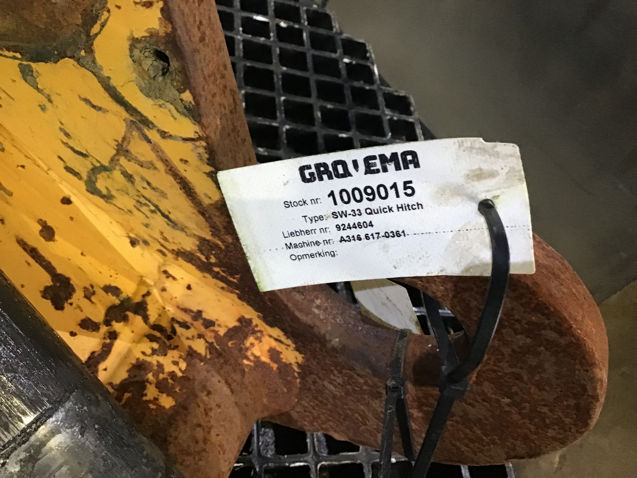 GROVEMA
Stock nr: 1009015
Type: SW-33 Quick Hitch
Liebherr nr: 9244604
Machine nr: A316 617-0361
Opmerking: